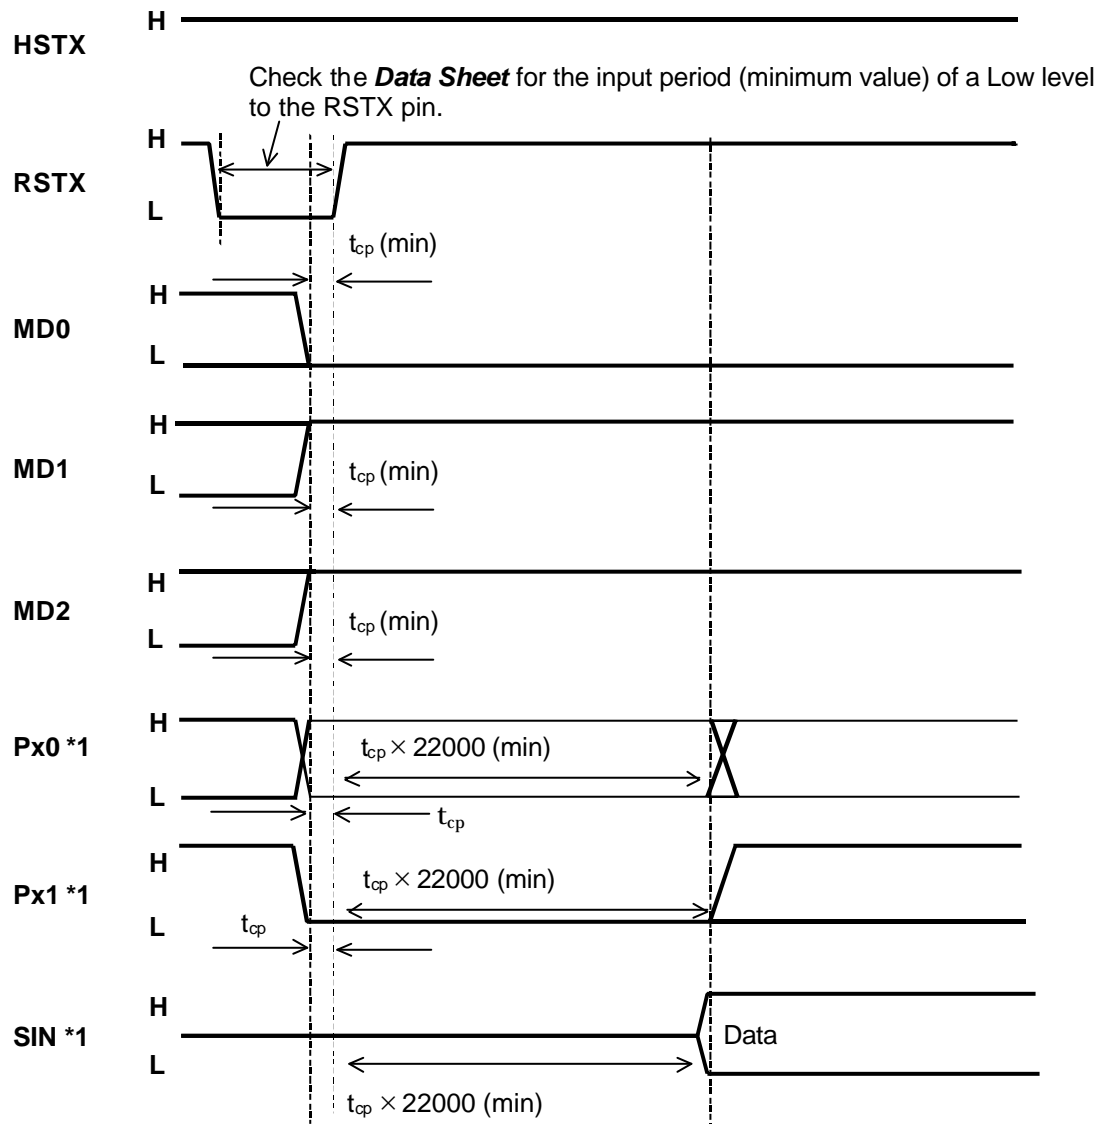 H
HSTX
Check the Data Sheet for the input period (minimum value) of a Low level
to the RSTX pin.
H
RSTX
L
tcp (min)
H
MD0
L
H
MD1
L
tcp (min)
H
MD2
L
tcp (min)
H
Px0 *1
L
tcp × 22000 (min)
tcp
H
Px1 *1
L
tcp × 22000 (min)
tcp
H
SIN *1
L
Data
tcp × 22000 (min)